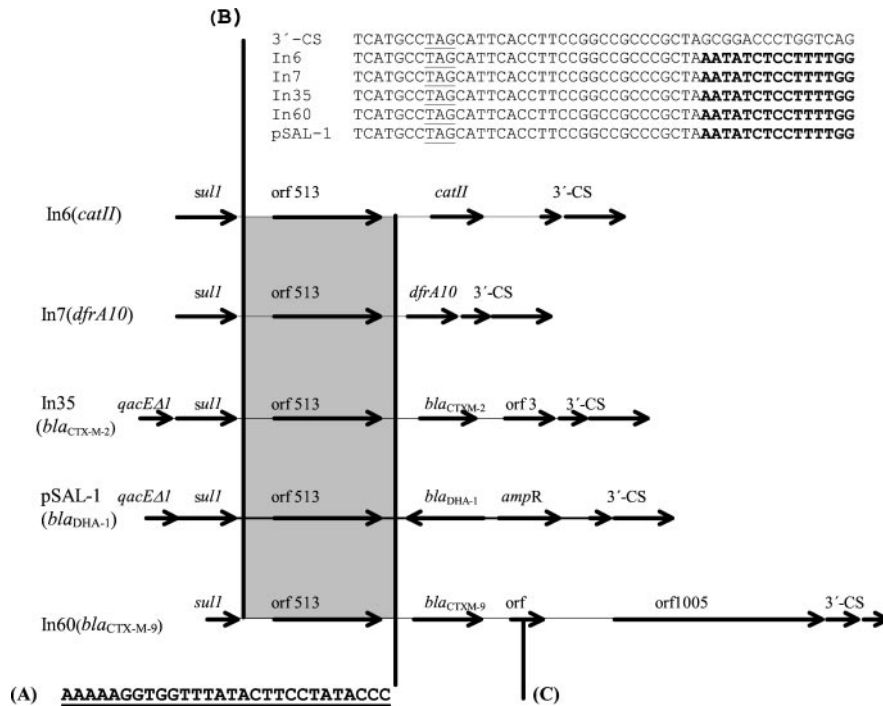 (B)
3´-CS TCATGCCTAGCATTCACCTTCCGGCCGCCCGCTAGCGGACCCTGGTCAG
In6 TCATGCCTAGCATTCACCTTCCGGCCGCCCGCTAAATATCTCCTTTTGG
In7 TCATGCCTAGCATTCACCTTCCGGCCGCCCGCTAAATATCTCCTTTTGG
In35 TCATGCCTAGCATTCACCTTCCGGCCGCCCGCTAAATATCTCCTTTTGG
In60 TCATGCCTAGCATTCACCTTCCGGCCGCCCGCTAAATATCTCCTTTTGG
pSAL-1 TCATGCCTAGCATTCACCTTCCGGCCGCCCGCTAAATATCTCCTTTTGG
sul1 orf 513 catII 3´-CS
In6(catII)
sul1 orf 513 dfrA10 3´-CS
In7(dfrA10)
In35 qacEΔ1 sul1 orf 513 blaCTXM-2 orf 3 3´-CS
(blaCTX-M-2)
pSAL-1 qacEΔ1 sul1 orf 513 blaDHA-1 ampR 3´-CS
(blaDHA-1)
sul1 orf 513 blaCTXM-9 orf orf1005 3´-CS
In60(blaCTX-M-9)
(A) AAAAAGGTGGTTTATACTTCCTATACCC (C)